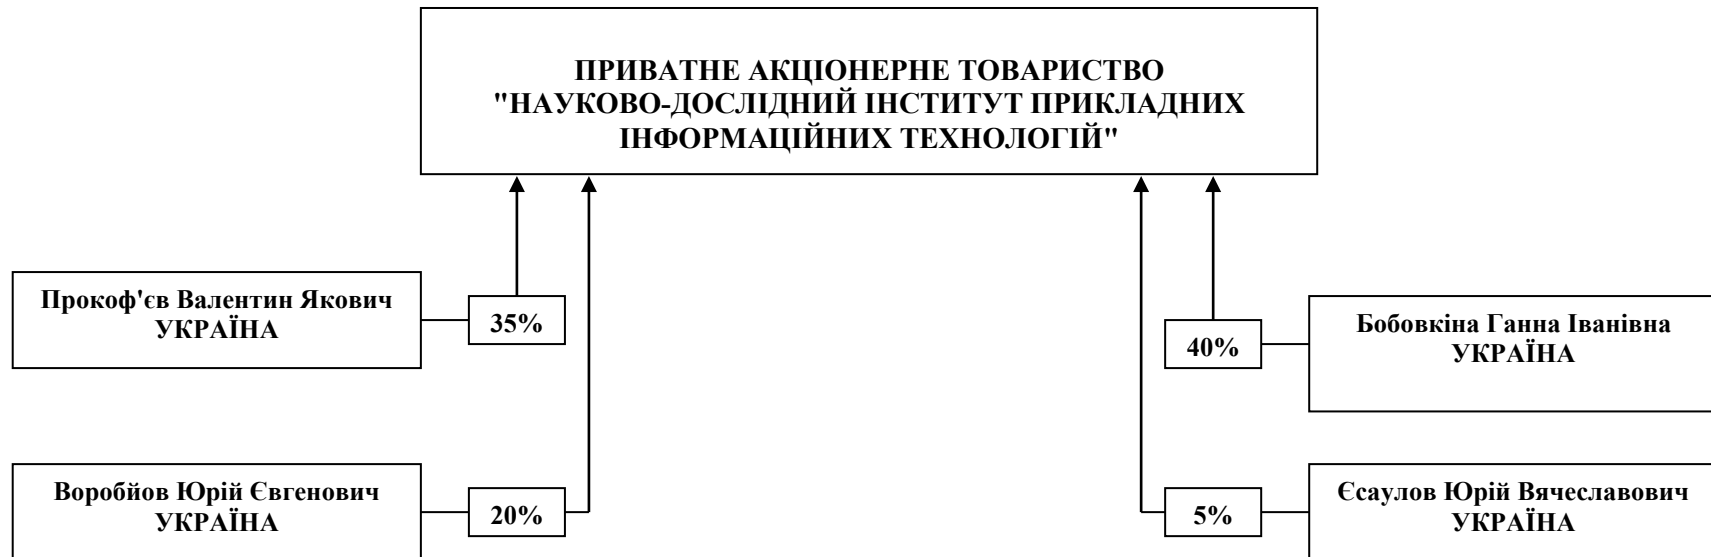 ПРИВАТНЕ АКЦІОНЕРНЕ ТОВАРИСТВО
"НАУКОВО-ДОСЛІДНИЙ ІНСТИТУТ ПРИКЛАДНИХ
ІНФОРМАЦІЙНИХ ТЕХНОЛОГІЙ"
Прокоф'єв Валентин Якович
УКРАЇНА
35%
40%
Бобовкіна Ганна Іванівна
УКРАЇНА
Воробйов Юрій Євгенович
УКРАЇНА
20%
5%
Єсаулов Юрій Вячеславович
УКРАЇНА